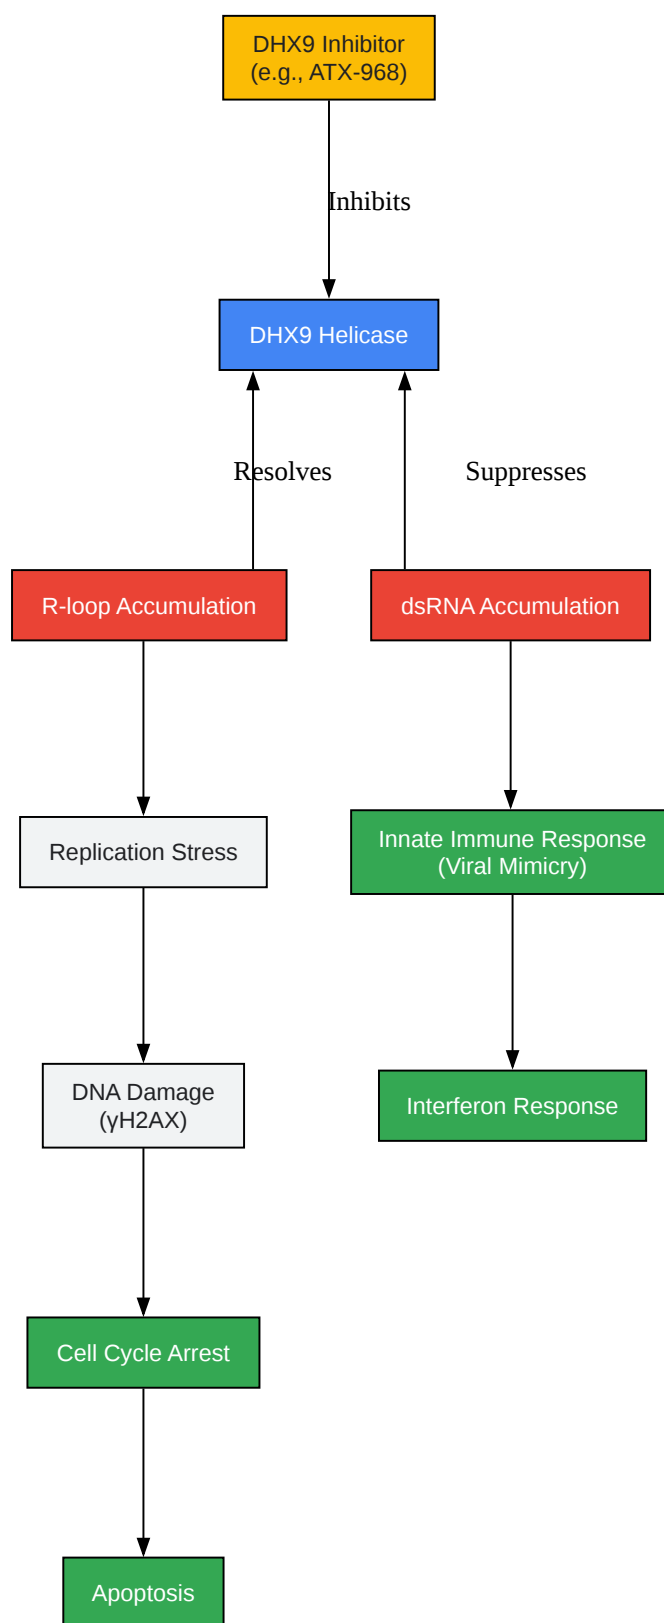 DHX9 Inhibitor
(e.g., ATX-968)
Inhibits
DHX9 Helicase
Resolves
Suppresses
R-loop Accumulation
dsRNA Accumulation
Replication Stress
Innate Immune Response
(Viral Mimicry)
DNA Damage
(γH2AX)
Interferon Response
Cell Cycle Arrest
Apoptosis